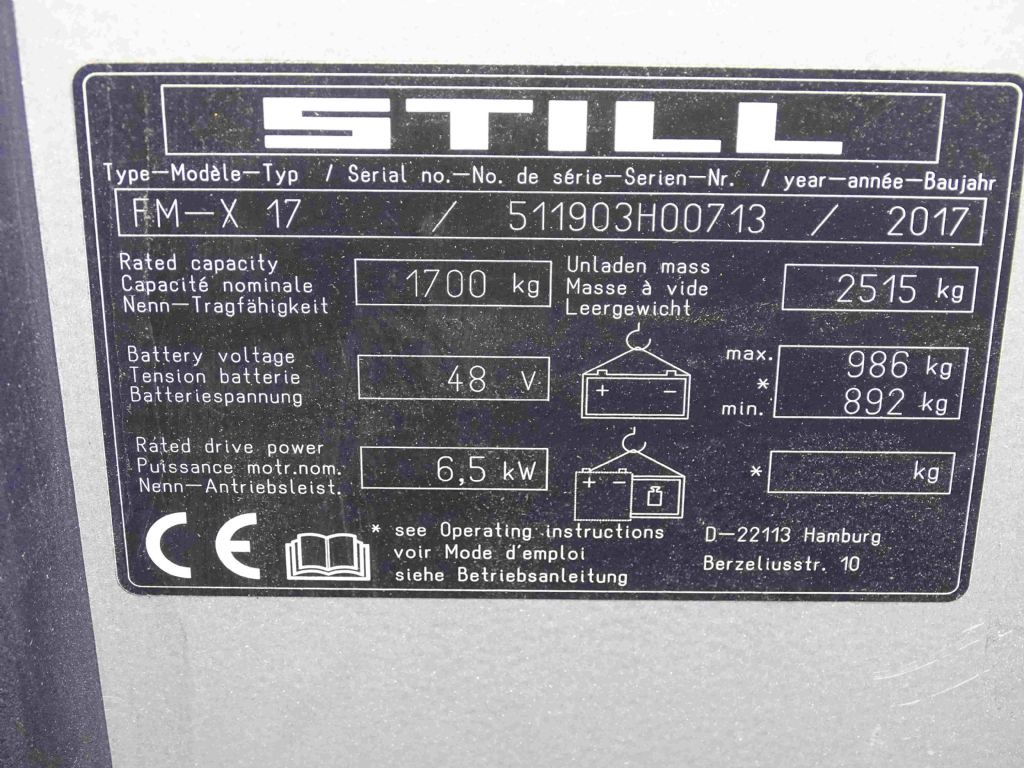 STILL
Type—Modèle—Typ / Serial no.—No. de série—Serien—Nr. / year—année—Baujahr
FM—X 17 / 511903H00713 / 2017
Rated capacity
Capacité nominale
Nenn—Tragfähigkeit
1700 kg
Unladen mass
Masse à vide
Leergewicht
2515 kg
Battery voltage
Tension batterie
Batteriespannung
48 V
+ —
max. 986 kg
*
min. 892 kg
Rated drive power
Puissance motr.nom.
Nenn—Antriebsleist.
6,5 kW
+ —
* kg
CE
* see Operating instructions
voir Mode d'emploi
siehe Betriebsanleitung
D—22113 Hamburg
Berzeliusstr. 10